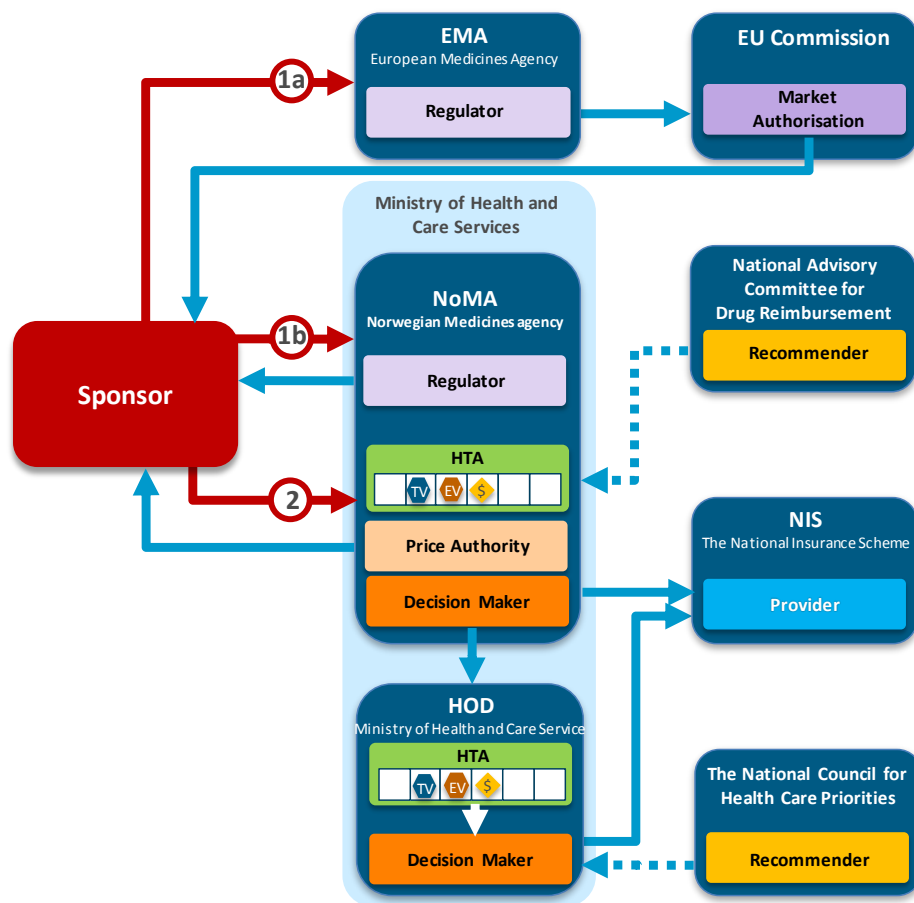 EMA
European Medicines Agency
Regulator
EU Commission
Market
Authorisation
1a
Ministry of Health and
Care Services
NoMA
Norwegian Medicines agency
Regulator
HTA
TV EV $
Price Authority
Decision Maker
National Advisory
Committee for
Drug Reimbursement
Recommender
1b
Sponsor
2
NIS
The National Insurance Scheme
Provider
HOD
Ministry of Health and Care Service
HTA
TV EV $
Decision Maker
The National Council for
Health Care Priorities
Recommender